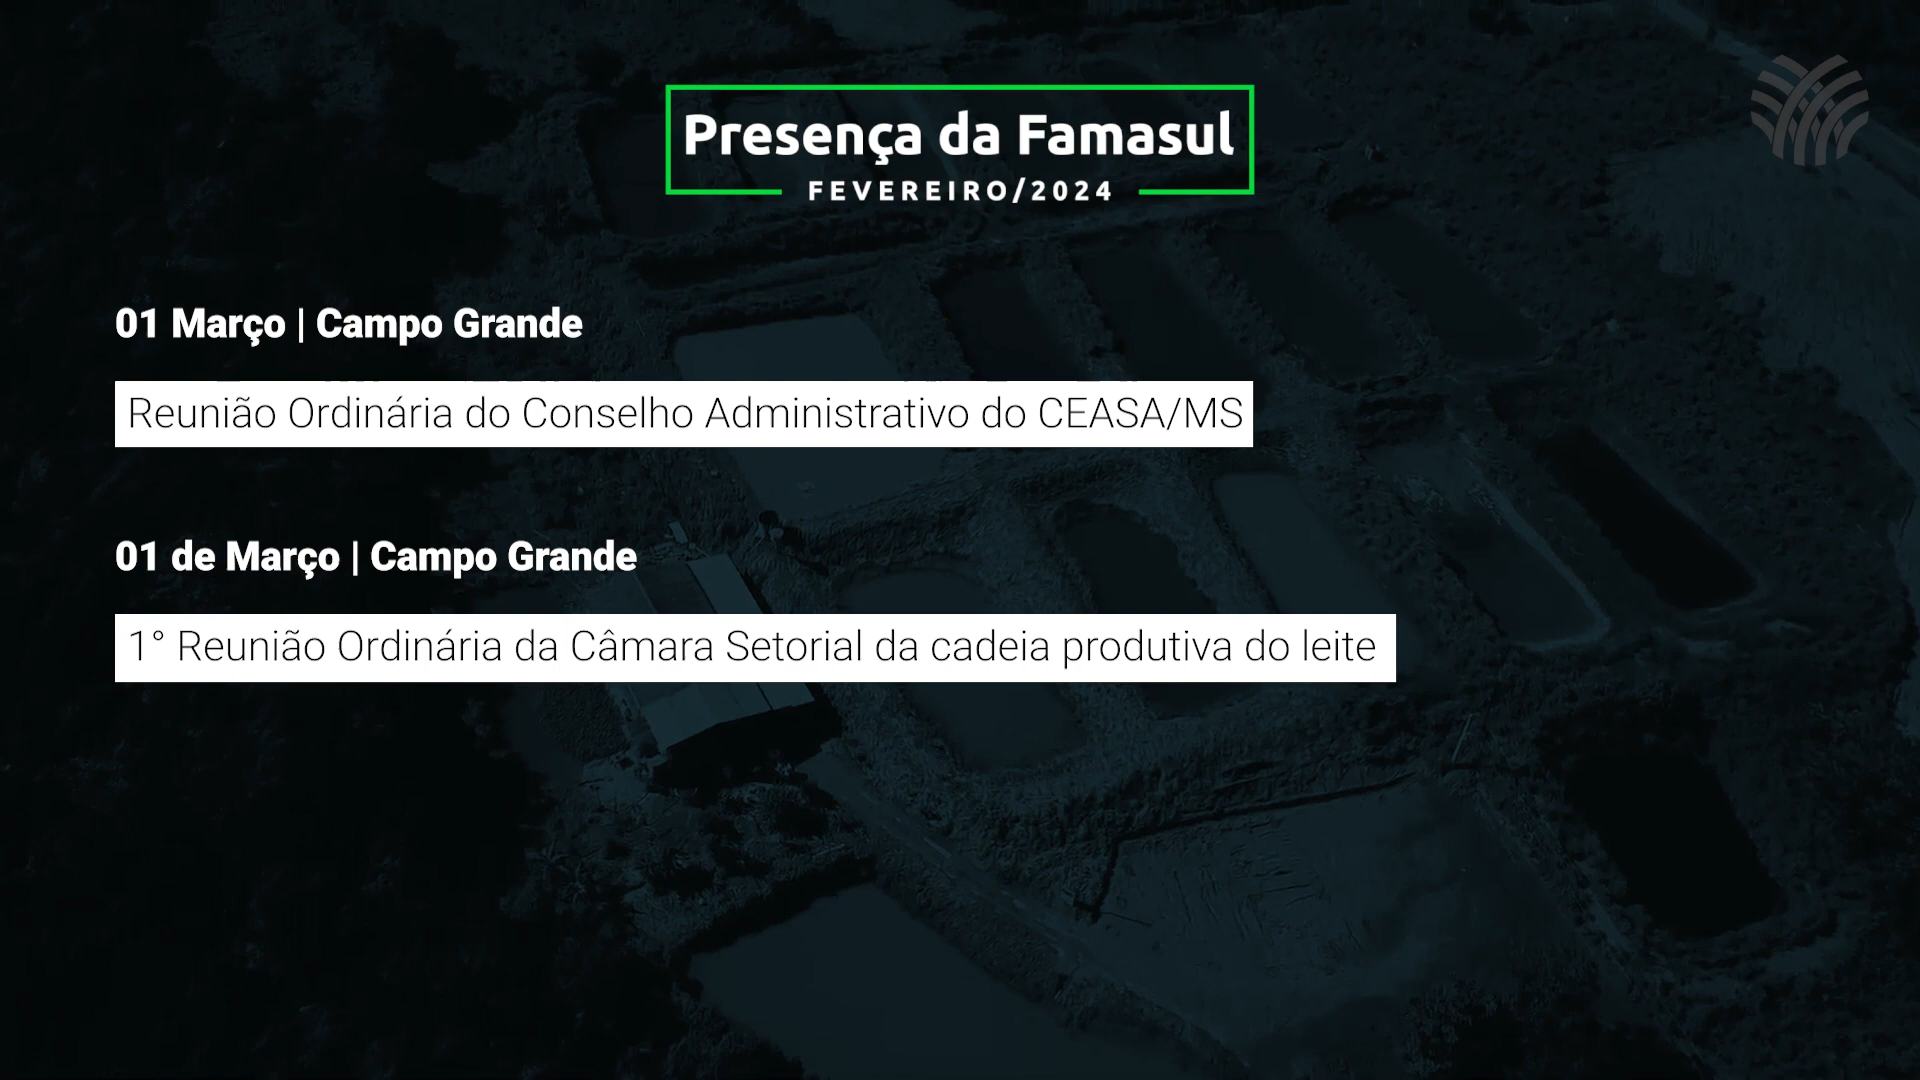 Presença da Famasul
FEVEREIRO/2024
01 Março | Campo Grande
Reunião Ordinária do Conselho Administrativo do CEASA/MS
01 de Março | Campo Grande
1° Reunião Ordinária da Câmara Setorial da cadeia produtiva do leite